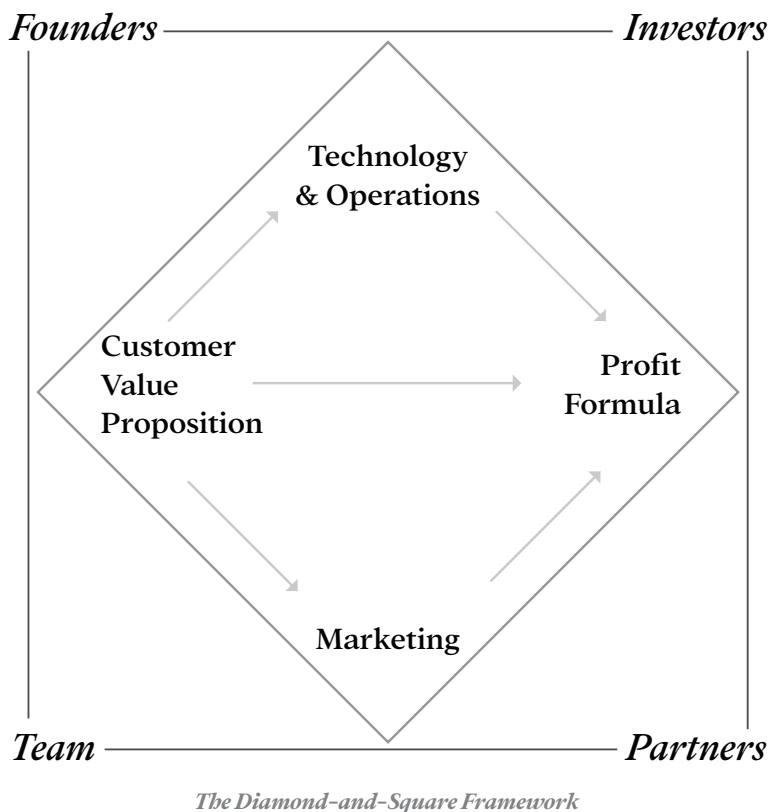 Founders
Investors
Technology
& Operations
Customer
Value
Proposition
Profit
Formula
Marketing
Team
Partners
The Diamond-and-Square Framework